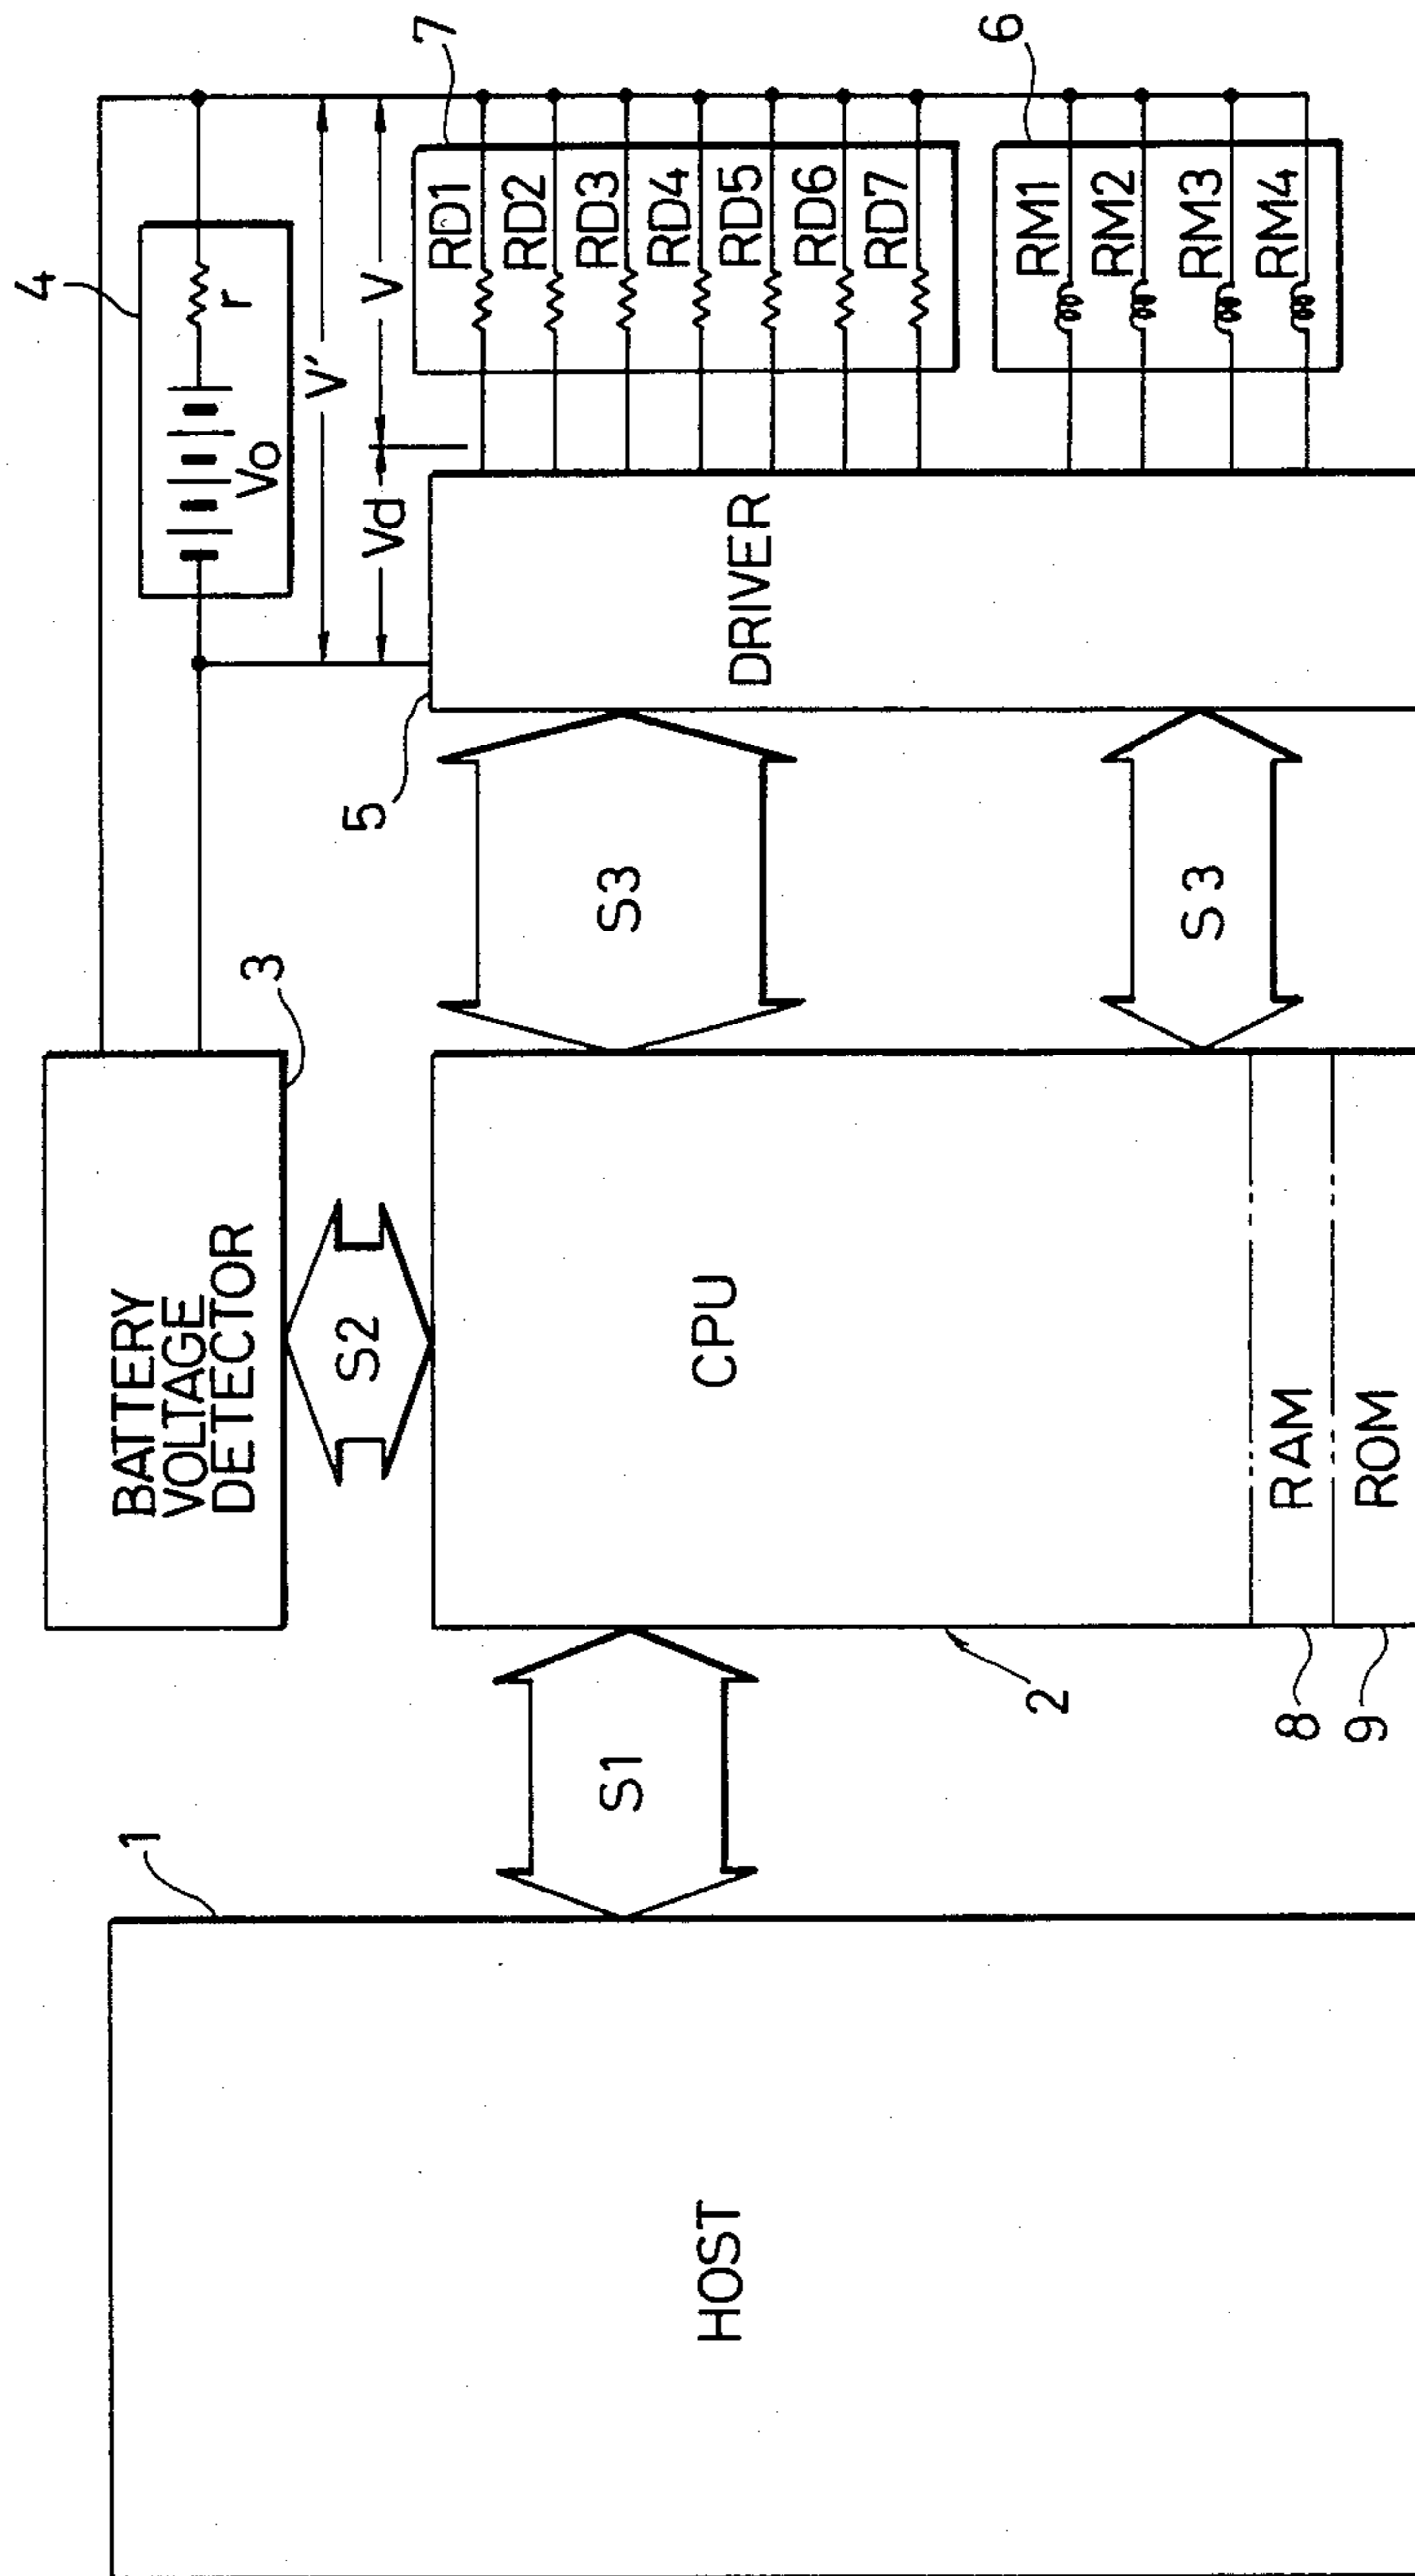 1
HOST
S1
BATTERY
VOLTAGE
DETECTOR
3
S2
CPU
2
RAM
8
ROM
9
S3
S3
5
DRIVER
4
Vo
r
V'
Vd
V
7
RD1
RD2
RD3
RD4
RD5
RD6
RD7
6
RM1
RM2
RM3
RM4